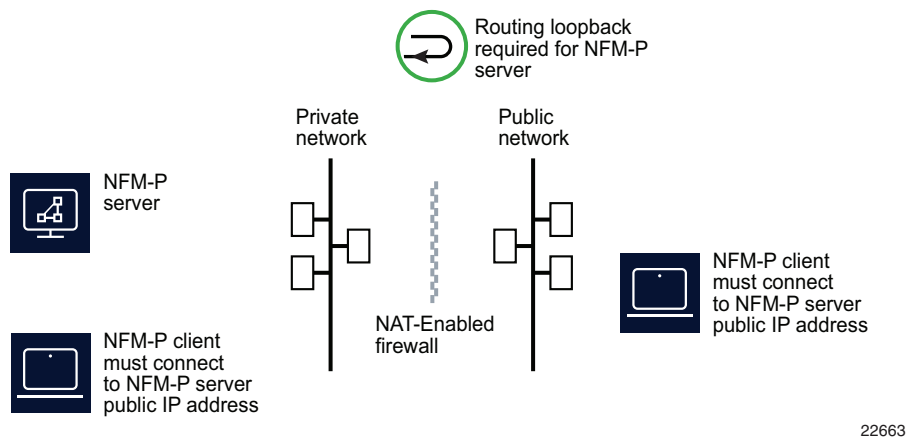 Routing loopback
required for NFM-P
server
Private
network
Public
network
NFM-P
server
NFM-P client
must connect
to NFM-P server
public IP address
NAT-Enabled
firewall
NFM-P client
must connect
to NFM-P server
public IP address
22663